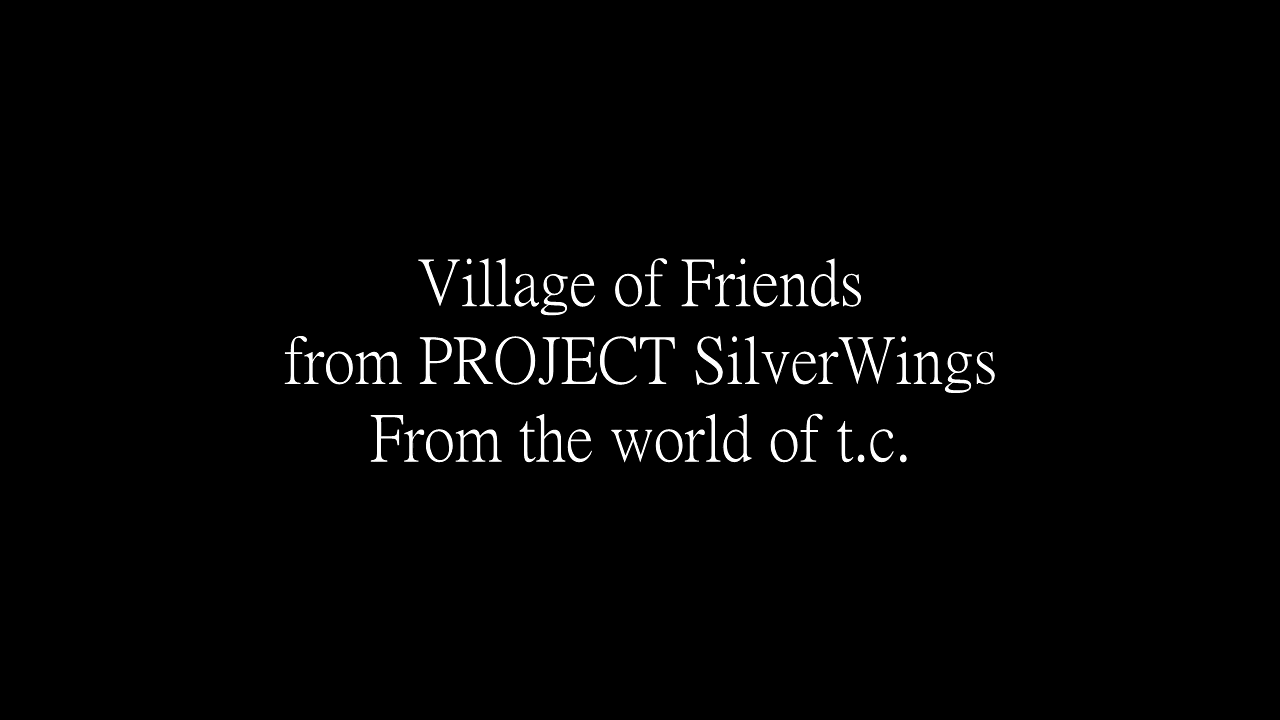 Village of Friends
from PROJECT SilverWings
From the world of t.c.